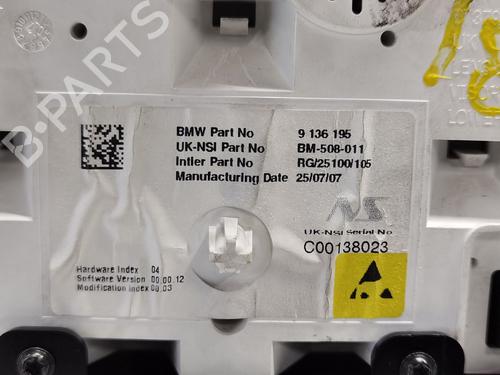 BMW Part No 9 136 195
UK-NSI Part No BM-508-011
Intier Part No RG/25100/105
Manufacturing Date 25/07/07
NS
UK-NSI Serial No
C00138023
Hardware Index 04
Software Version 00.00.12
Modification Index 00.03